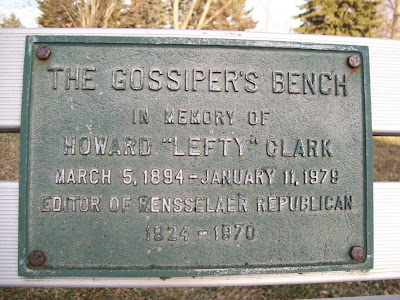 THE GOSSIPER'S BENCH
IN MEMORY OF
HOWARD "LEFTY" CLARK
MARCH 5, 1894 - JANUARY 11, 1979
EDITOR OF RENSSELAER REPUBLICAN
1924 - 1970